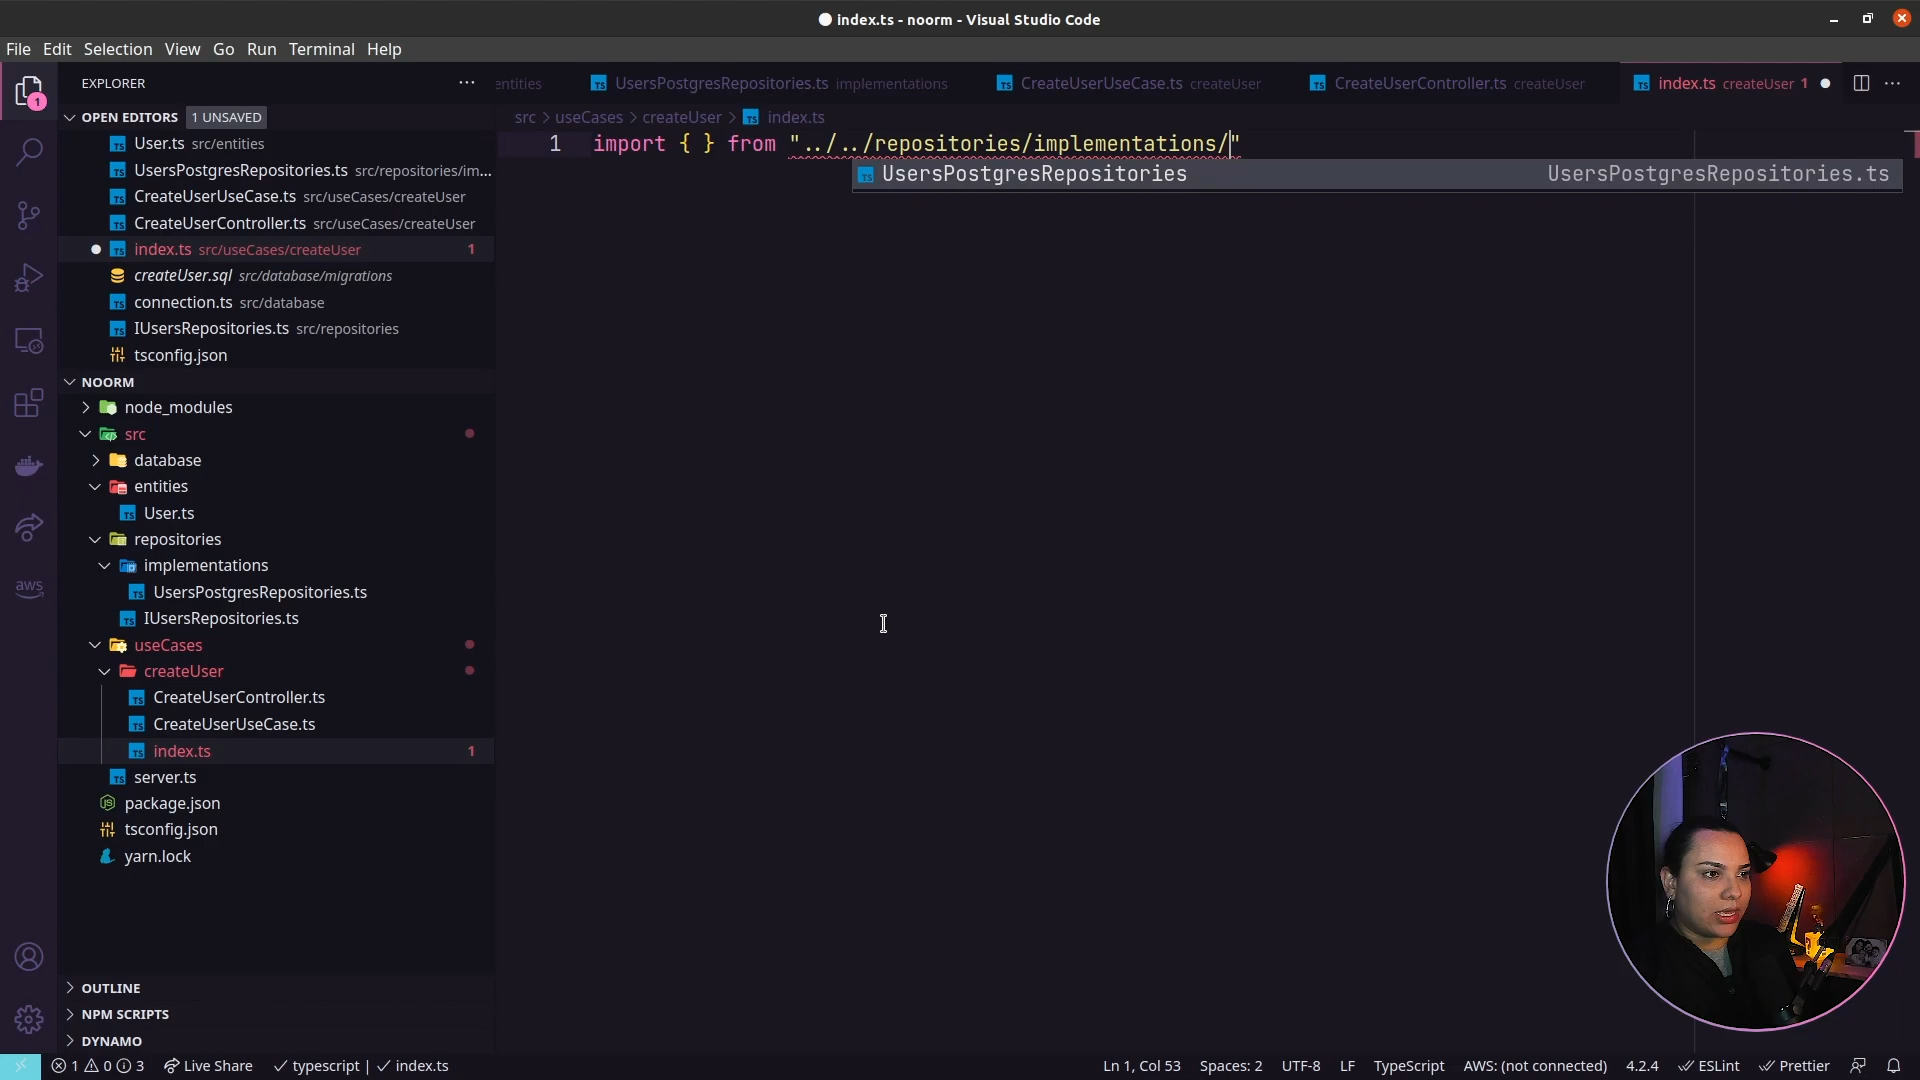 index.ts - noorm - Visual Studio Code
File Edit Selection View Go Run Terminal Help
EXPLORER
entities UsersPostgresRepositories.ts implementations CreateUserUseCase.ts createUser CreateUserController.ts createUser index.ts createUser 1
1
OPEN EDITORS 1 UNSAVED
src > useCases > createUser > index.ts
User.ts src/entities
UsersPostgresRepositories.ts src/repositories/im...
CreateUserUseCase.ts src/useCases/createUser
CreateUserController.ts src/useCases/createUser
index.ts src/useCases/createUser 1
createUser.sql src/database/migrations
connection.ts src/database
IUsersRepositories.ts src/repositories
tsconfig.json
1 import { } from "../../repositories/implementations/"
UsersPostgresRepositories UsersPostgresRepositories.ts
NOORM
node_modules
src
database
entities
User.ts
repositories
implementations
UsersPostgresRepositories.ts
IUsersRepositories.ts
useCases
createUser
CreateUserController.ts
CreateUserUseCase.ts
index.ts 1
server.ts
package.json
tsconfig.json
yarn.lock
aws
OUTLINE
NPM SCRIPTS
DYNAMO
1 0 3 Live Share typescript | index.ts Ln 1, Col 53 Spaces: 2 UTF-8 LF TypeScript AWS: (not connected) 4.2.4 ESLint Prettier